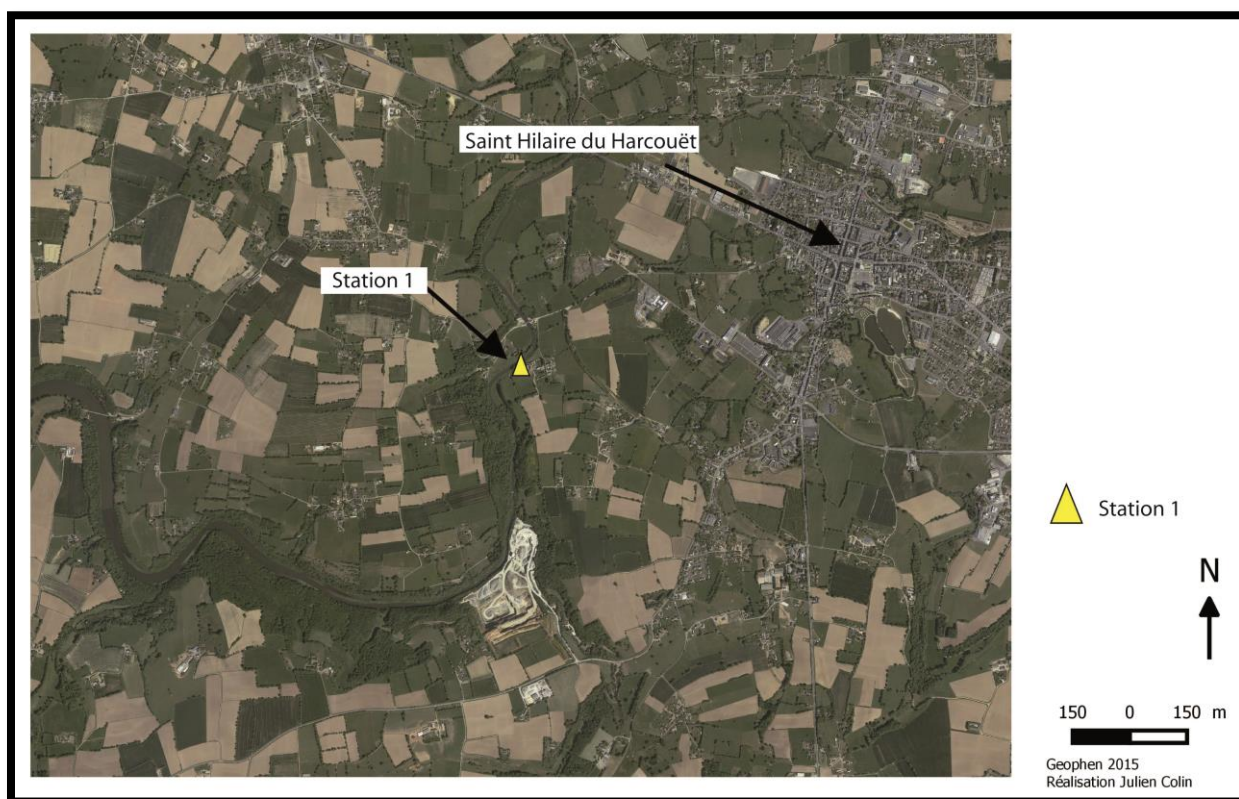 Saint Hilaire du Harcouët
Station 1
Station 1
N
150 0 150 m
Geophen 2015
Réalisation Julien Colin